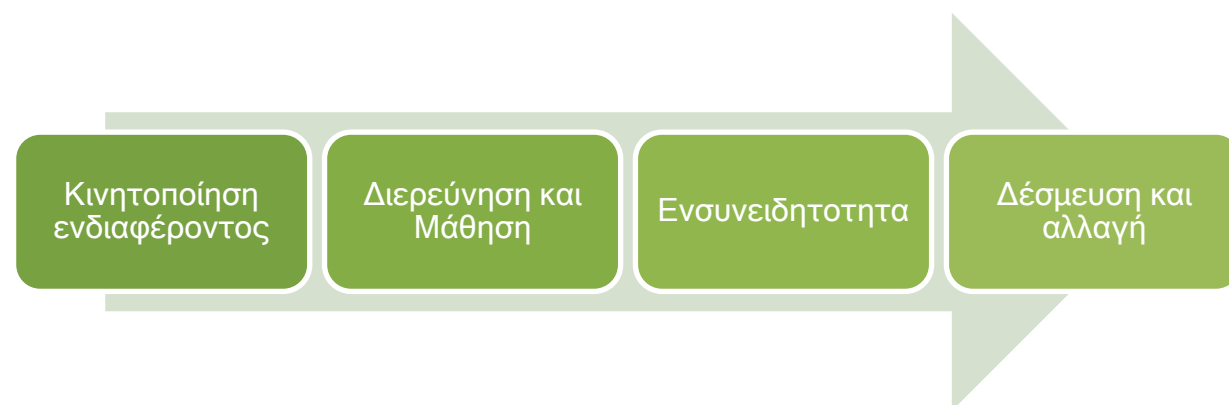 Κινητοποίηση
ενδιαφέροντος
Διερεύνηση και
Μάθηση
Ενσυνειδητοτητα
Δέσμευση και
αλλαγή